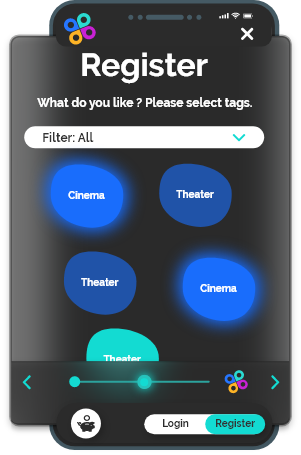 Register
What do you like ? Please select tags.
Filter: All
Cinema
Theater
Theater
Cinema
Theater
Login
Register